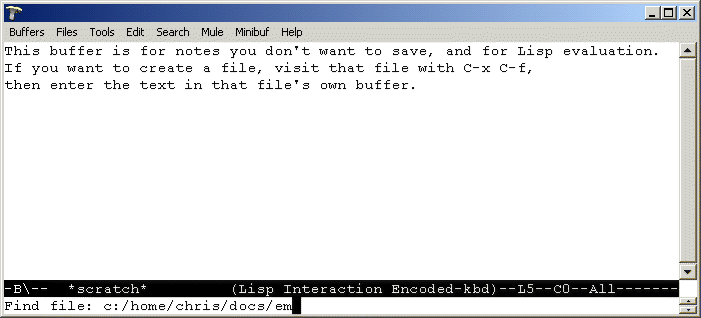 Buffers Files Tools Edit Search Mule Minibuf Help
This buffer is for notes you don't want to save, and for Lisp evaluation.
If you want to create a file, visit that file with C-x C-f,
then enter the text in that file's own buffer.
-B\-- *scratch* (Lisp Interaction Encoded-kbd)--L5--C0--All-------
Find file: c:/home/chris/docs/em